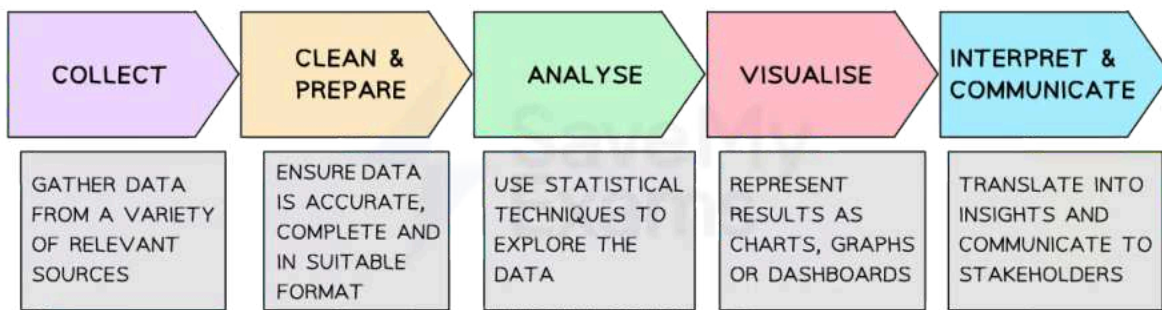 COLLECT
CLEAN &
PREPARE
ANALYSE
VISUALISE
INTERPRET &
COMMUNICATE
GATHER DATA
FROM A VARIETY
OF RELEVANT
SOURCES
ENSURE DATA
IS ACCURATE,
COMPLETE AND
IN SUITABLE
FORMAT
USE STATISTICAL
TECHNIQUES TO
EXPLORE THE
DATA
REPRESENT
RESULTS AS
CHARTS, GRAPHS
OR DASHBOARDS
TRANSLATE INTO
INSIGHTS AND
COMMUNICATE TO
STAKEHOLDERS
SaveMy
Exams